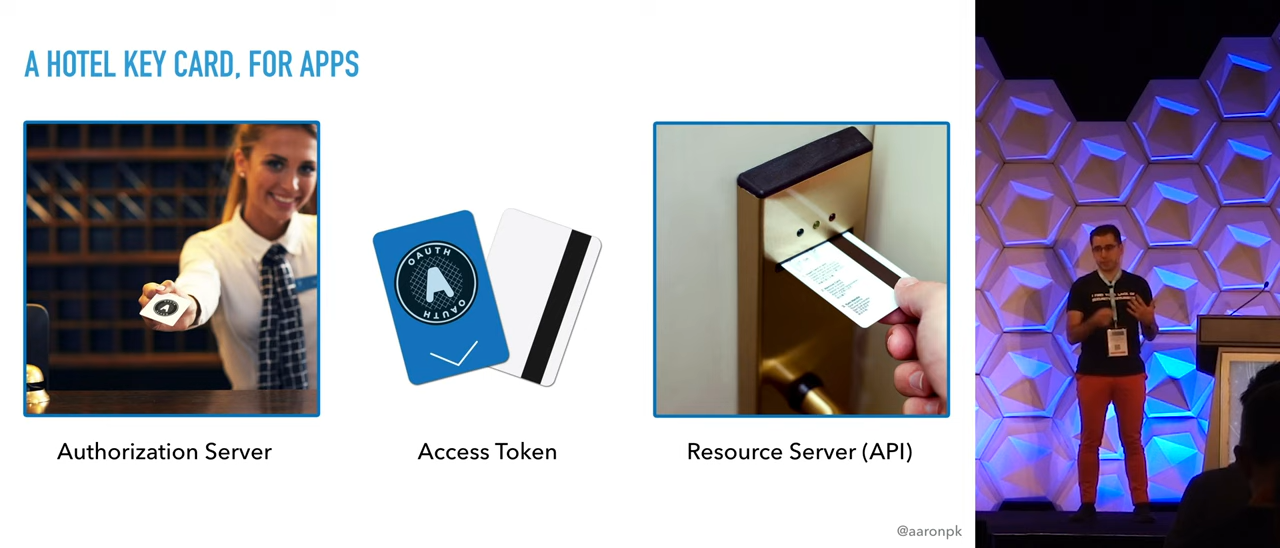 A HOTEL KEY CARD, FOR APPS
OAUTH
A
OAUTH
A
Authorization Server
Access Token
Resource Server (API)
@aaronpk